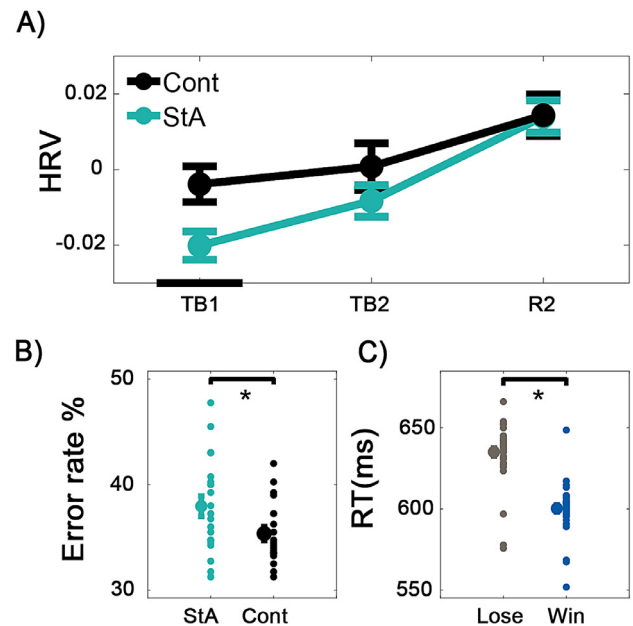 A)
HRV
0.02
0
-0.02
Cont
StA
TB1 TB2 R2
B)
Error rate %
50
40
30
*
StA Cont
C)
RT(ms)
650
600
550
*
Lose Win